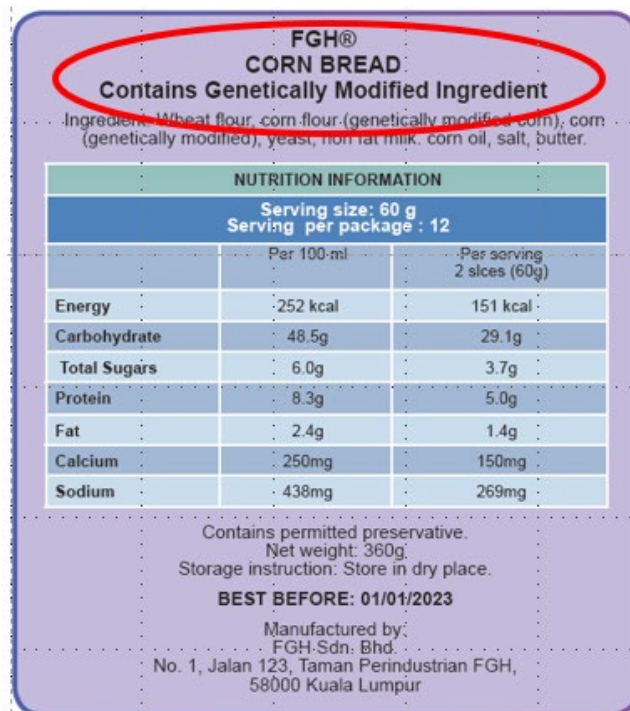 FGH®
CORN BREAD
Contains Genetically Modified Ingredient
Ingredient: Wheat flour, corn flour (genetically modified corn), corn
(genetically modified), yeast, non fat milk. corn oil, salt, butter.
NUTRITION INFORMATION
Serving size: 60 g
Serving per package : 12
Per 100 ml Per serving
2 slces (60g)
Energy 252 kcal 151 kcal
Carbohydrate 48.5g 29.1g
Total Sugars 6.0g 3.7g
Protein 8.3g 5.0g
Fat 2.4g 1.4g
Calcium 250mg 150mg
Sodium 438mg 269mg
Contains permitted preservative.
Net weight: 360g
Storage instruction: Store in dry place.
BEST BEFORE: 01/01/2023
Manufactured by:
FGH Sdn. Bhd.
No. 1, Jalan 123, Taman Perindustrian FGH,
58000 Kuala Lumpur